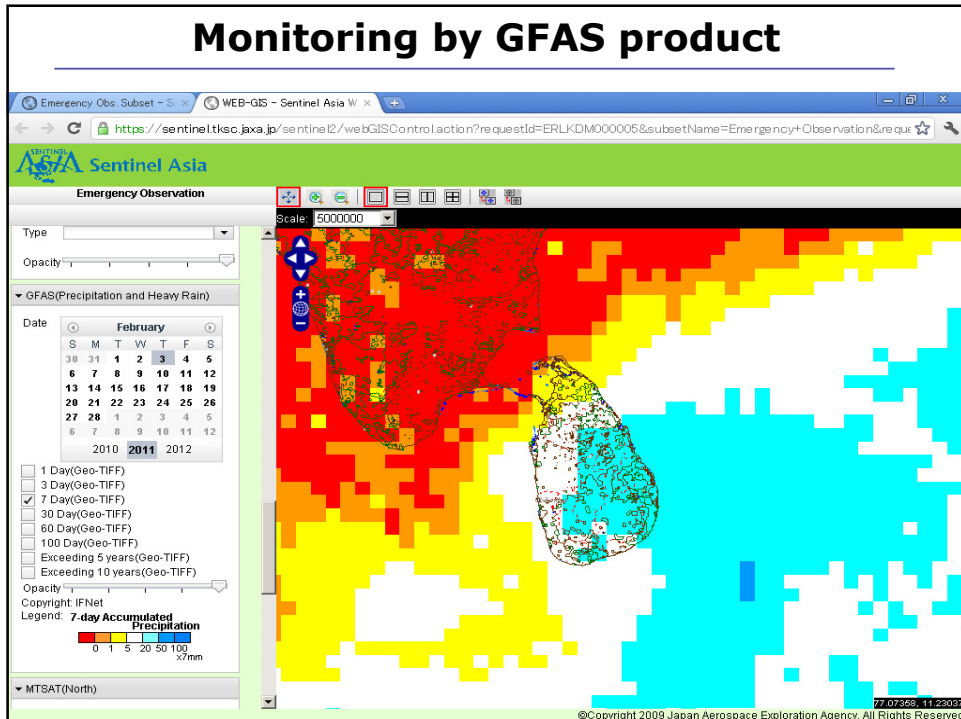 Monitoring by GFAS product
Emergency Obs. Subset - S
WEB-GIS - Sentinel Asia W
https://sentinel.tksc.jaxa.jp/sentinel2/webGISControl.action?requestId=ERLKDM000005&subsetName=Emergency+Observation&reque
SENTINEL
ASIA
Sentinel Asia
Emergency Observation
Scale: 5000000
Type
Opacity
GFAS(Precipitation and Heavy Rain)
Date
February
S M T W T F S
30 31 1 2 3 4 5
6 7 8 9 10 11 12
13 14 15 16 17 18 19
20 21 22 23 24 25 26
27 28 1 2 3 4 5
6 7 8 9 10 11 12
2010 2011 2012
1 Day(Geo-TIFF)
3 Day(Geo-TIFF)
7 Day(Geo-TIFF)
30 Day(Geo-TIFF)
60 Day(Geo-TIFF)
100 Day(Geo-TIFF)
Exceeding 5 years(Geo-TIFF)
Exceeding 10 years(Geo-TIFF)
Opacity
Copyright: IFNet
Legend: 7-day Accumulated
Precipitation
0 1 5 20 50 100
x7mm
MTSAT(North)
77.07358, 11.23037
©Copyright 2009 Japan Aerospace Exploration Agency. All Rights Reserved